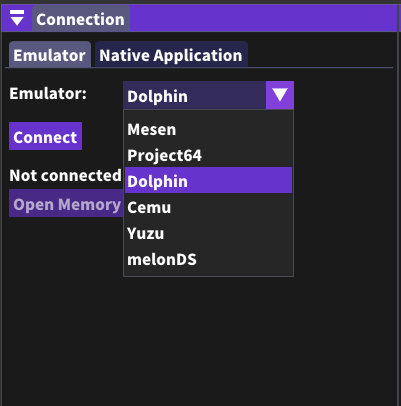 Connection
Emulator Native Application
Emulator: Dolphin
Mesen
Connect
Project64
Not connected Dolphin
Open Memory Cemu
Yuzu
melonDS